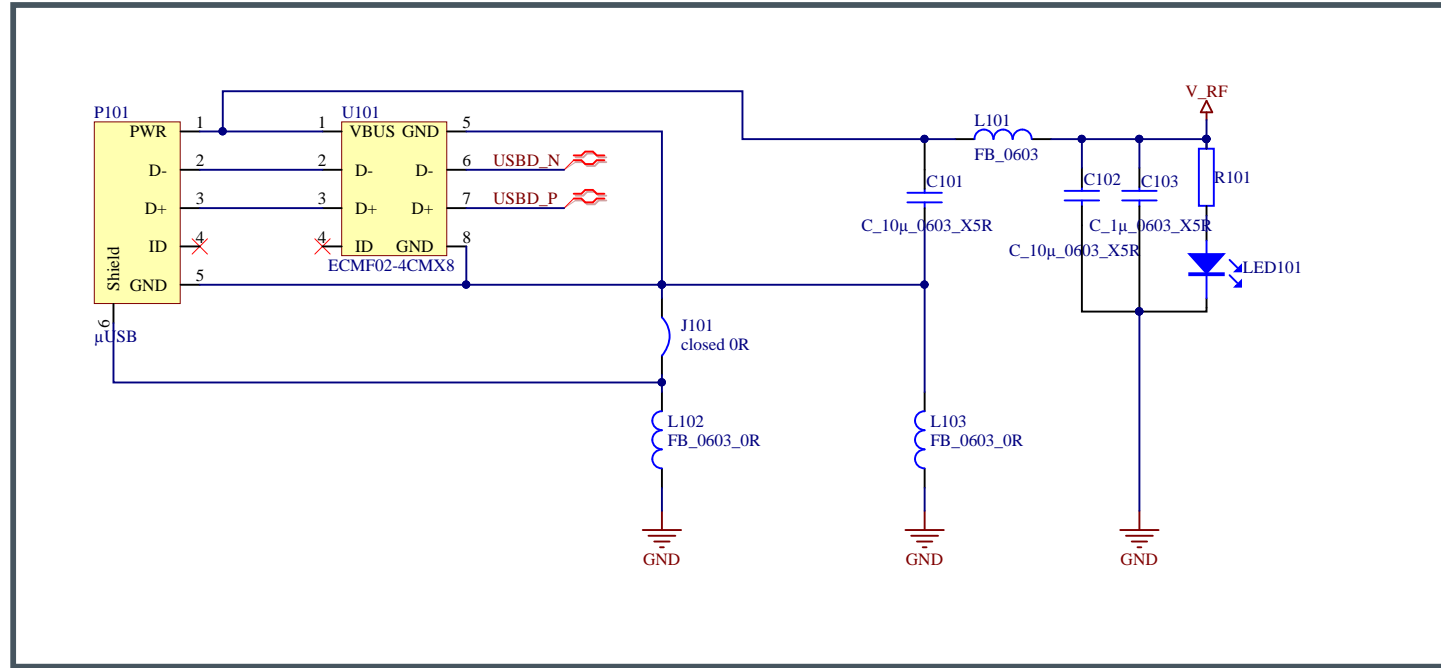 V_RF
P101
U101
PWR
1
1
VBUS GND
5
L101
FB_0603
D-
2
2
D-
D-
6
USBD_N
C101
C102
C103
R101
D+
3
3
D+
D+
7
USBD_P
C_10µ_0603_X5R
C_1µ_0603_X5R
ID
4
4
ID
GND
8
C_10µ_0603_X5R
ECMF02-4CMX8
LED101
Shield
GND
5
6
µUSB
J101
closed 0R
L102
FB_0603_0R
L103
FB_0603_0R
GND
GND
GND